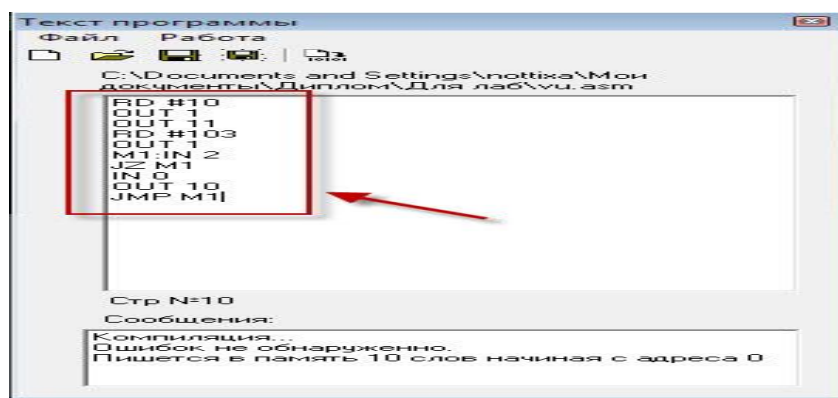 Текст программы
Файл Работа
C:\Documents and Settings\nottixa\Мои
документы\Диплом\Для лаб\vu.asm
RD #10
OUT 1
OUT 11
RD #103
OUT 1
M1:IN 2
JZ M1
IN 0
OUT 10
JMP M1
Стр №10
Сообщения:
Компиляция...
Ошибок не обнаруженно.
Пишется в память 10 слов начиная с адреса 0